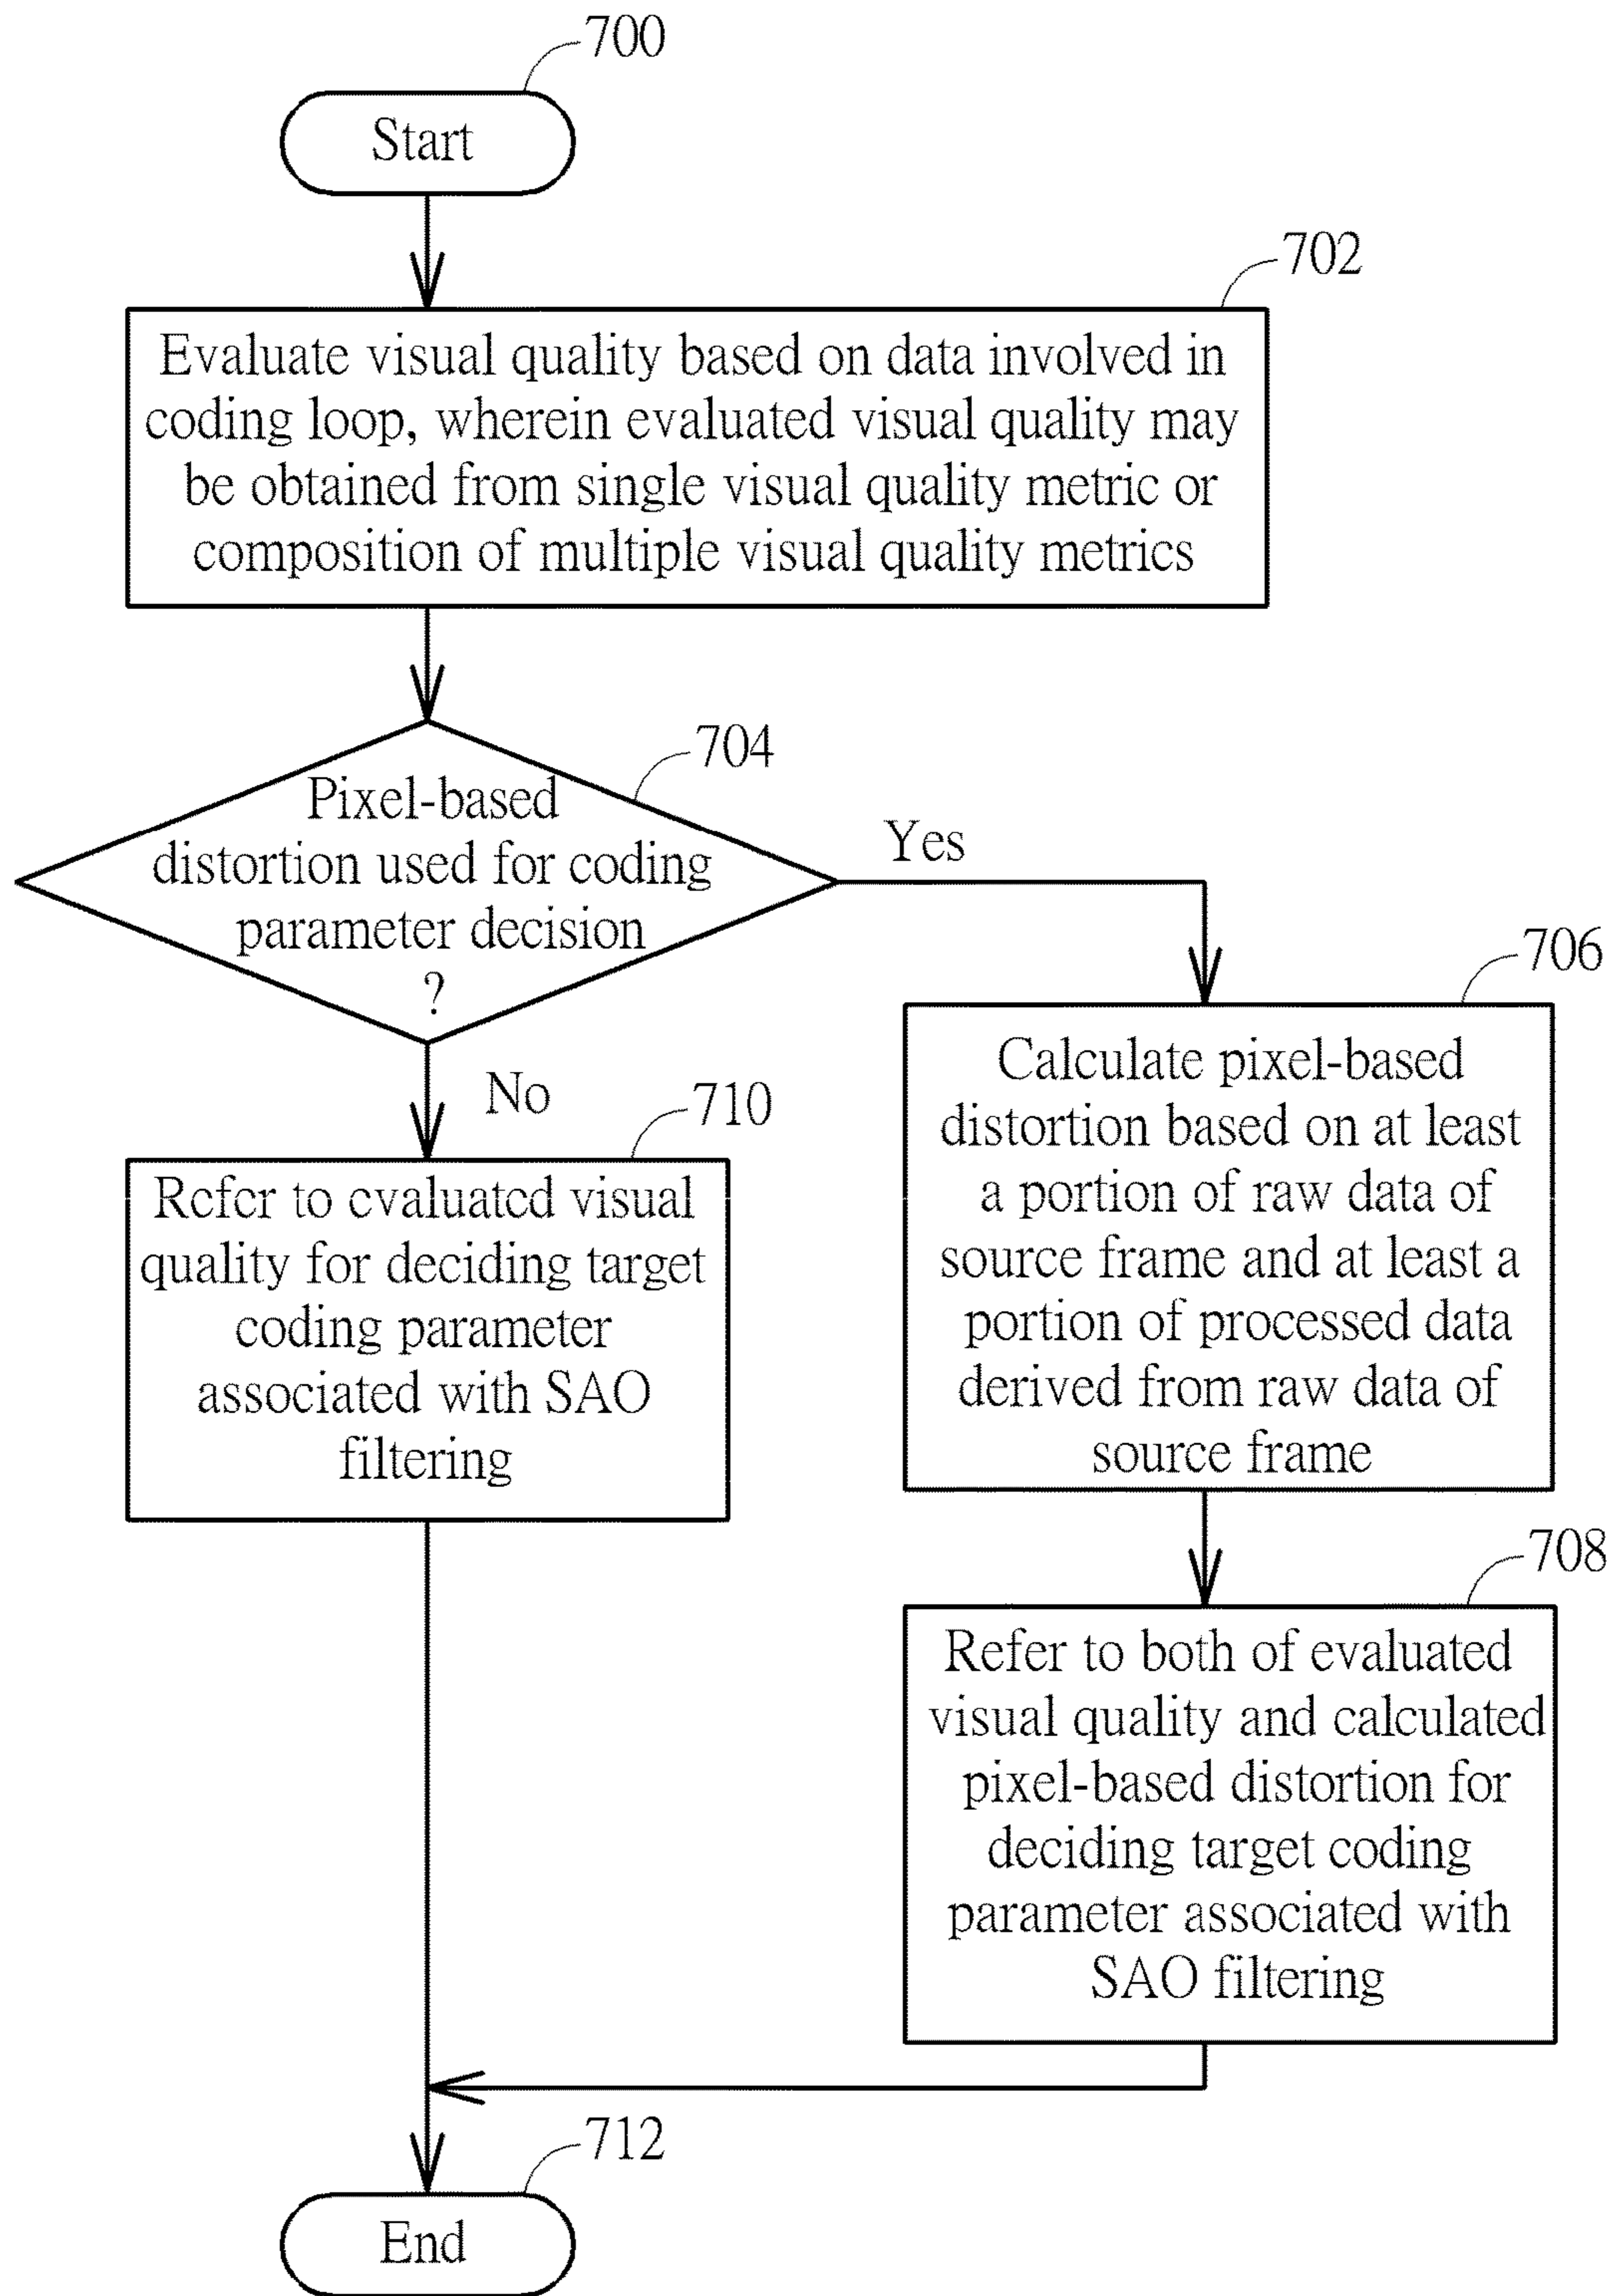 700
Start
702
Evaluate visual quality based on data involved in
coding loop, wherein evaluated visual quality may
be obtained from single visual quality metric or
composition of multiple visual quality metrics
704
Pixel-based
distortion used for coding
parameter decision
?
Yes
No
706
Calculate pixel-based
distortion based on at least
a portion of raw data of
source frame and at least a
portion of processed data
derived from raw data of
source frame
710
Refer to evaluated visual
quality for deciding target
coding parameter
associated with SAO
filtering
708
Refer to both of evaluated
visual quality and calculated
pixel-based distortion for
deciding target coding
parameter associated with
SAO filtering
712
End